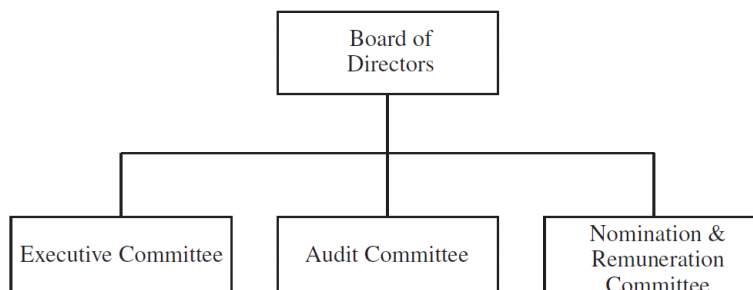 Board of
Directors
Executive Committee
Audit Committee
Nomination &
Remuneration
Committee